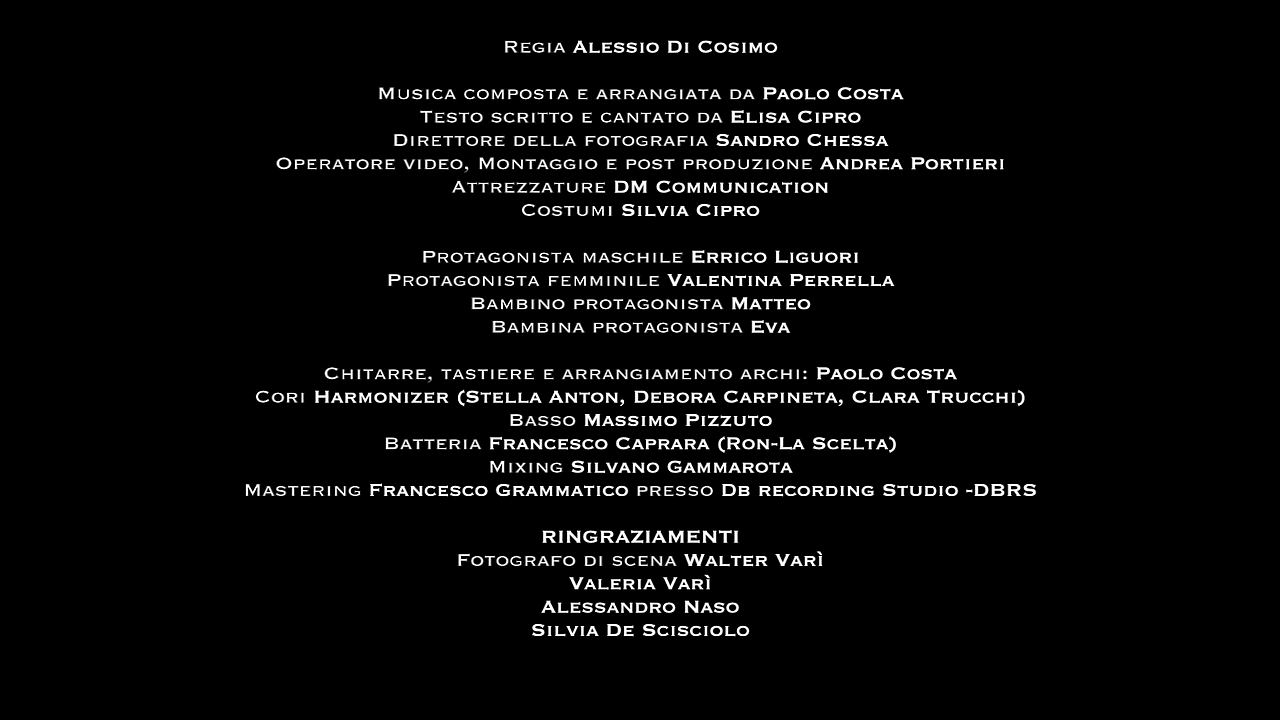 Regia Alessio Di Cosimo
Musica composta e arrangiata da Paolo Costa
Testo scritto e cantato da Elisa Cipro
Direttore della fotografia Sandro Chessa
Operatore video, Montaggio e post produzione Andrea Portieri
Attrezzature DM Communication
Costumi Silvia Cipro
Protagonista maschile Errico Liguori
Protagonista femminile Valentina Perrella
Bambino protagonista Matteo
Bambina protagonista Eva
Chitarre, tastiere e arrangiamento archi: Paolo Costa
Cori Harmonizer (Stella Anton, Debora Carpineta, Clara Trucchi)
Basso Massimo Pizzuto
Batteria Francesco Caprara (Ron-La Scelta)
Mixing Silvano Gammarota
Mastering Francesco Grammatico presso Db recording Studio -DBRS
RINGRAZIAMENTI
Fotografo di scena Walter Varì
Valeria Varì
Alessandro Naso
Silvia De Scisciolo